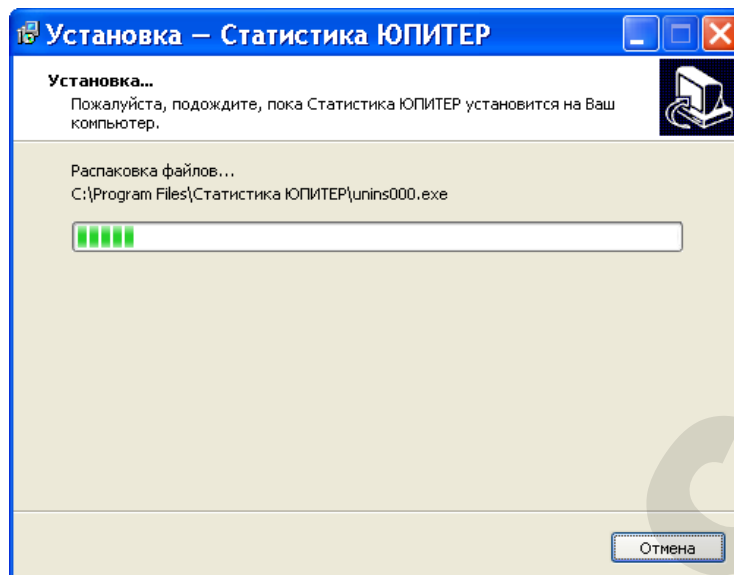 Установка — Статистика ЮПИТЕР
Установка...
Пожалуйста, подождите, пока Статистика ЮПИТЕР установится на Ваш
компьютер.
Распаковка файлов...
C:\Program Files\Статистика ЮПИТЕР\unins000.exe
Отмена